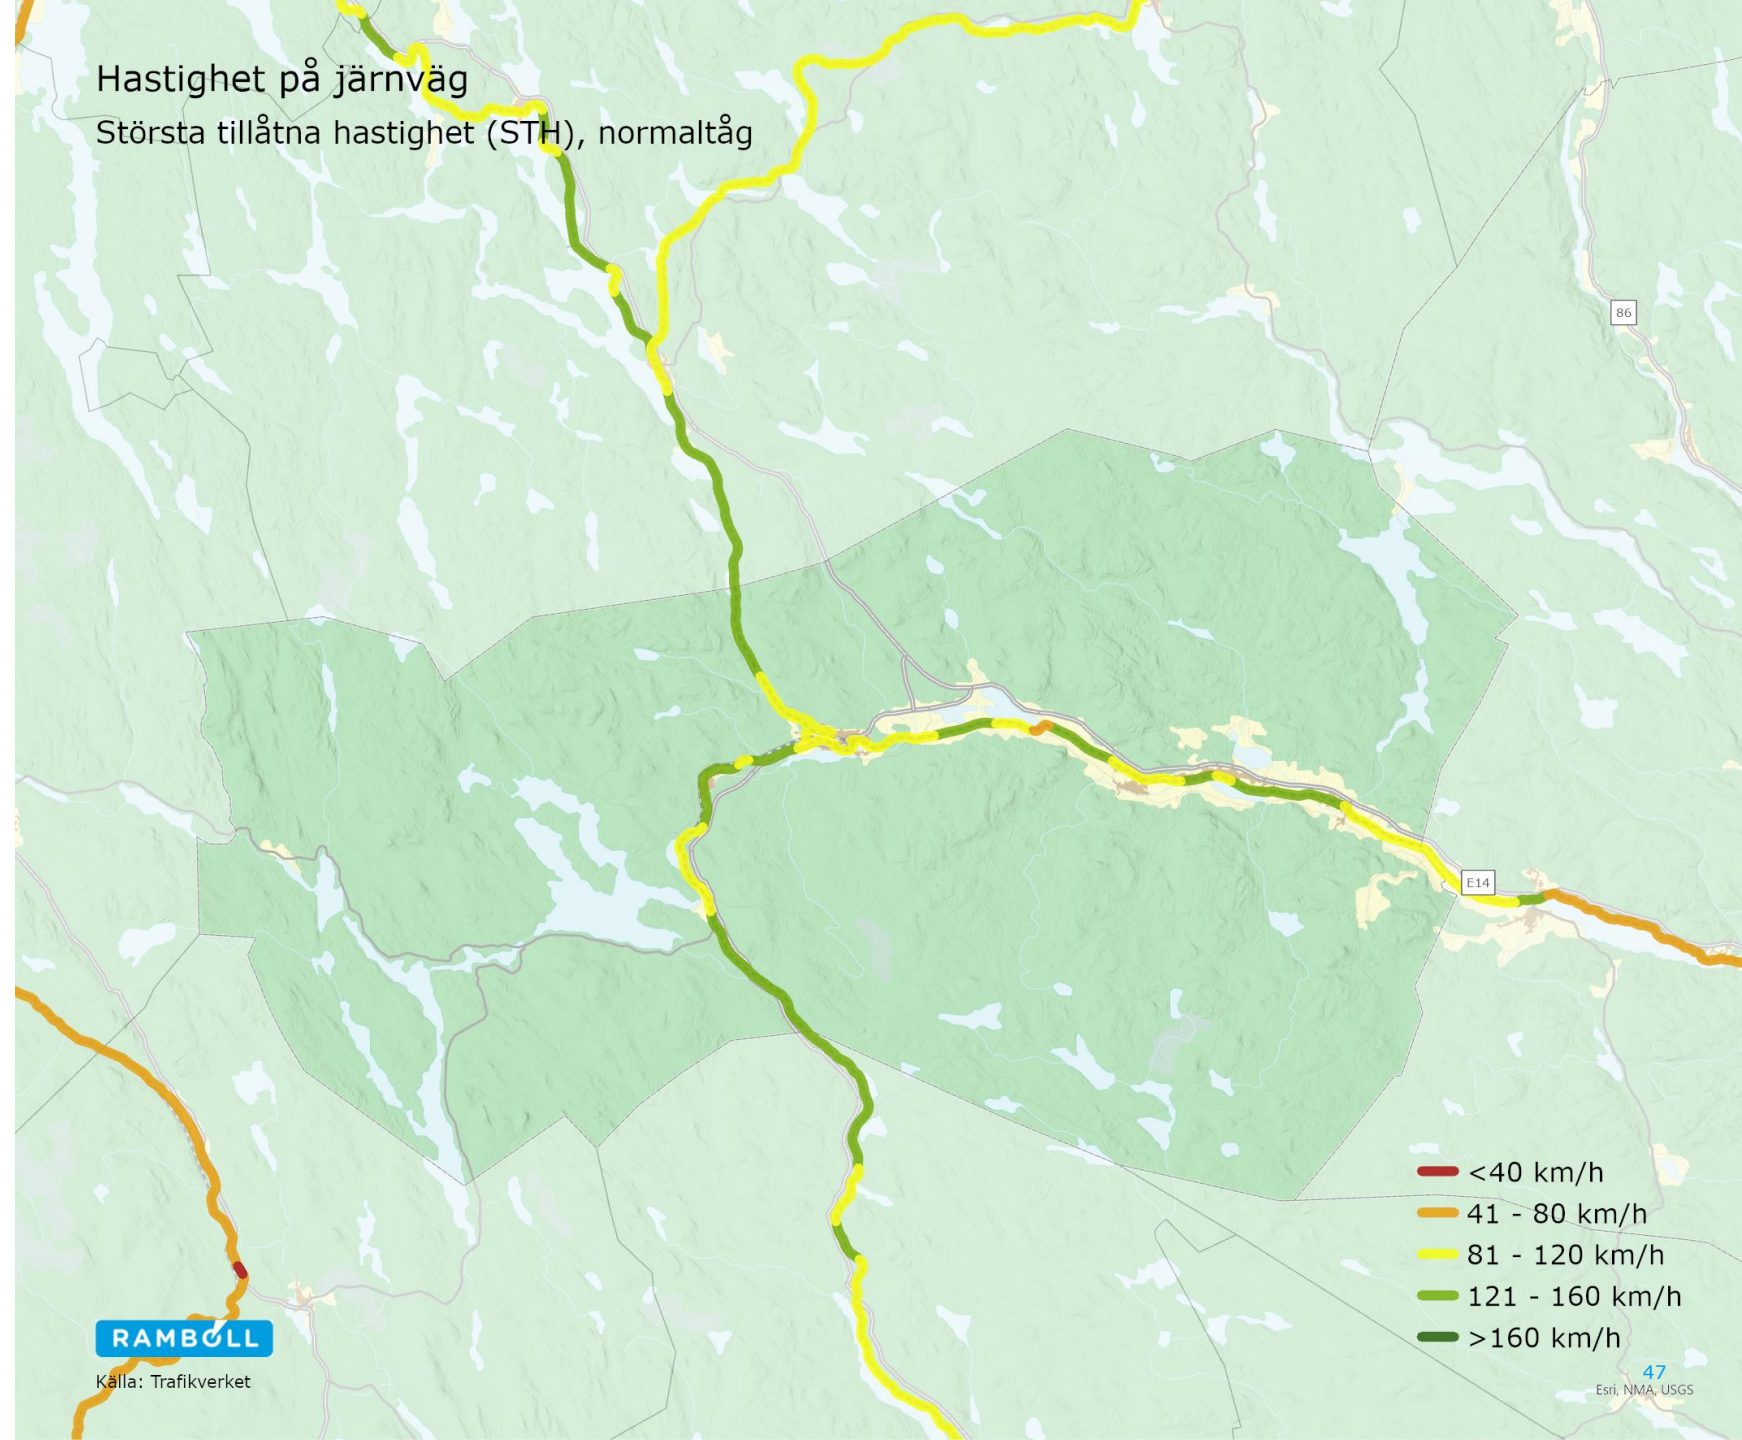 Hastighet på järnväg
Största tillåtna hastighet (STH), normaltåg
86
E14
<40 km/h
41 - 80 km/h
81 - 120 km/h
121 - 160 km/h
>160 km/h
RAMBOLL
Källa: Trafikverket
47
Esri, NMA, USGS